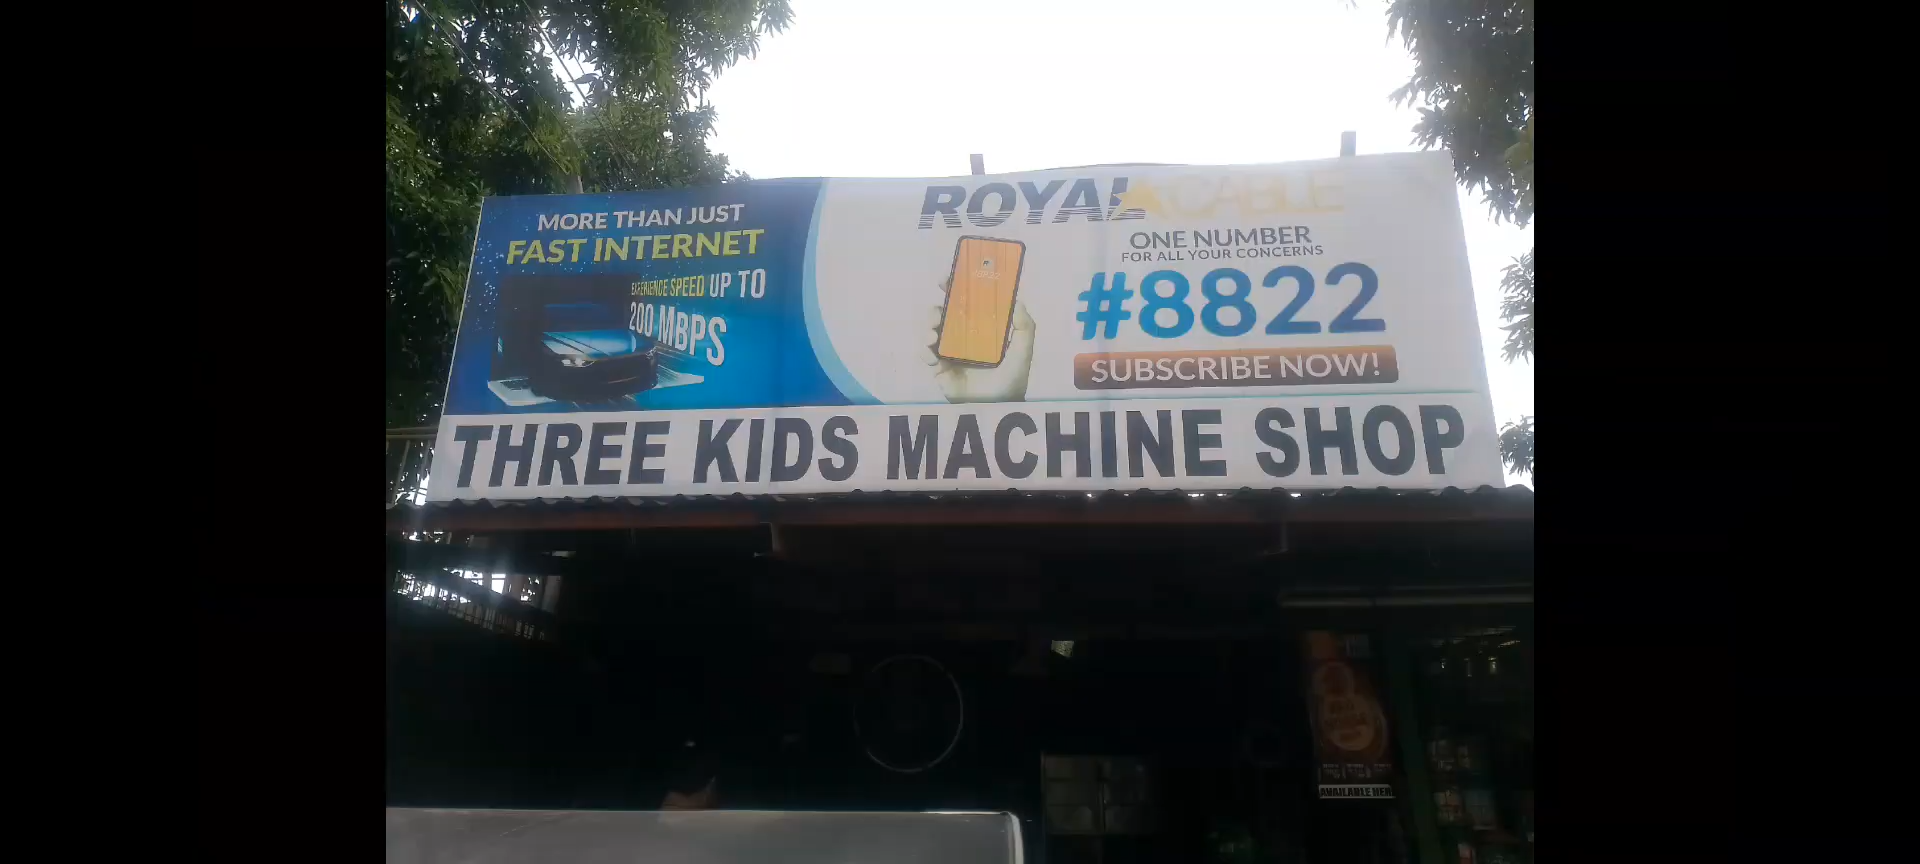 MORE THAN JUST
FAST INTERNET
EXPERIENCE SPEED UP TO
200 MBPS
ROYAL CABLE
ONE NUMBER
FOR ALL YOUR CONCERNS
#8822
SUBSCRIBE NOW!
THREE KIDS MACHINE SHOP
AVAILABLE HERE